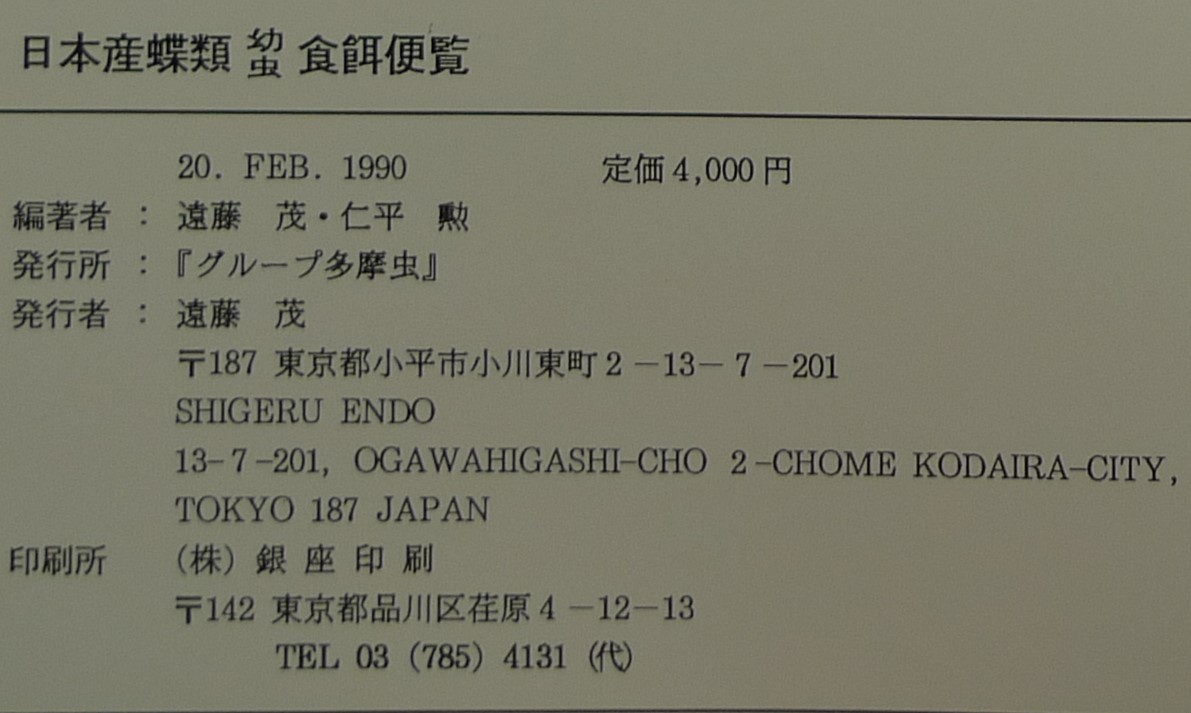 日本産蝶類幼虫食餌便覧
20. FEB. 1990 定価4,000円
編著者 : 遠藤 茂・仁平 勲
発行所 : 『グループ多摩虫』
発行者 : 遠藤 茂
〒187 東京都小平市小川東町2-13-7-201
SHIGERU ENDO
13-7-201, OGAWAHIGASHI-CHO 2-CHOME KODAIRA-CITY,
TOKYO 187 JAPAN
印刷所 (株) 銀座印刷
〒142 東京都品川区荏原4-12-13
TEL 03 (785) 4131 (代)